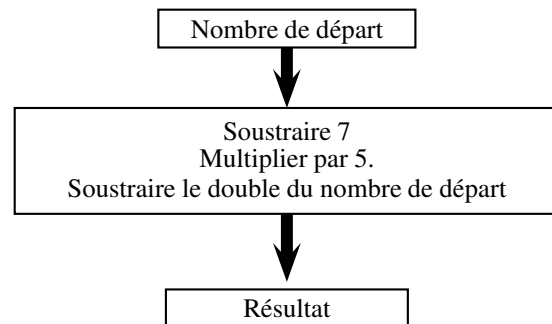 Nombre de départ
Soustraire 7
Multiplier par 5.
Soustraire le double du nombre de départ
Résultat